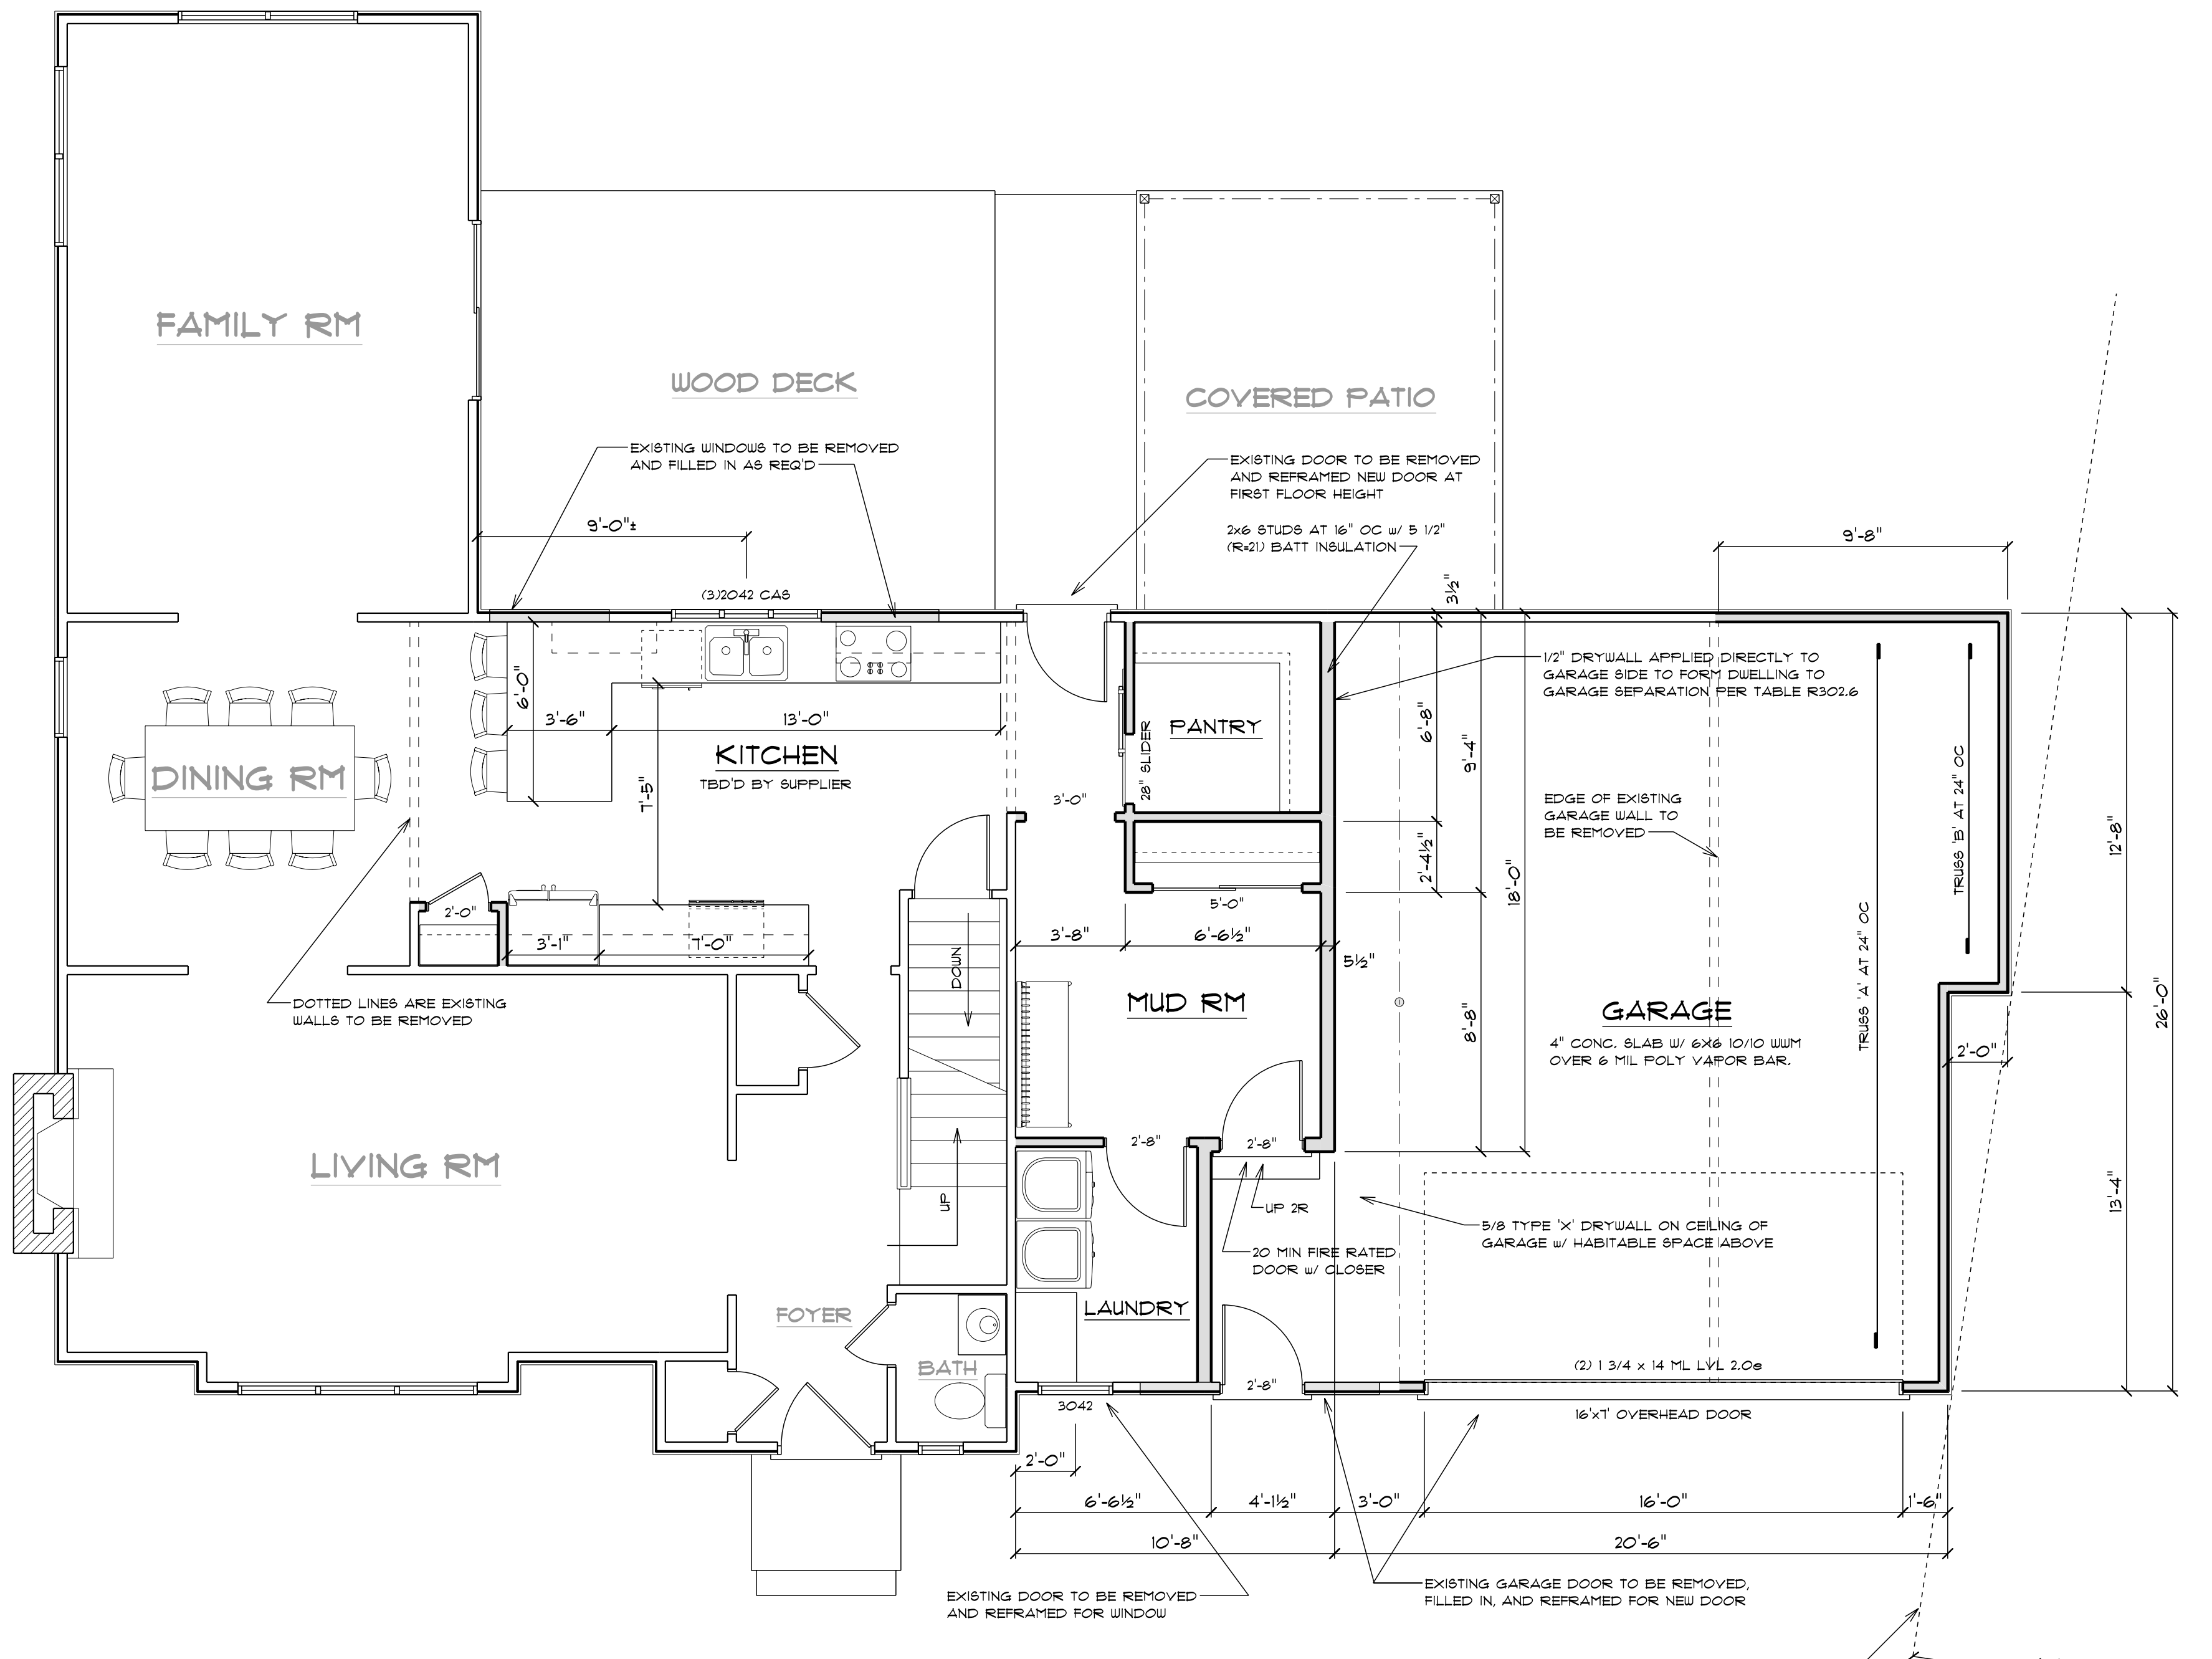 FAMILY RM
WOOD DECK
COVERED PATIO
EXISTING WINDOWS TO BE REMOVED
AND FILLED IN AS REQ'D
EXISTING DOOR TO BE REMOVED
AND REFRAMED NEW DOOR AT
FIRST FLOOR HEIGHT
9'-0"±
2x6 STUDS AT 16" OC w/ 5 1/2"
(R=21) BATT INSULATION
9'-8"
3½"
(3)2042 CAS
1/2" DRYWALL APPLIED DIRECTLY TO
GARAGE SIDE TO FORM DWELLING TO
GARAGE SEPARATION PER TABLE R302.6
6'-0"
3'-6"
13'-0"
KITCHEN
TBD'D BY SUPPLIER
7'-5"
DINING RM
PANTRY
28" SLIDER
3'-0"
6'-8"
9'-4"
2'-4½"
18'-0"
EDGE OF EXISTING
GARAGE WALL TO
BE REMOVED
TRUSS 'A' AT 24" OC
TRUSS 'B' AT 24" OC
12'-8"
26'-0"
2'-0"
3'-1"
7'-0"
5'-0"
3'-8"
6'-6½"
5½"
DOWN
DOTTED LINES ARE EXISTING
WALLS TO BE REMOVED
MUD RM
8'-8"
GARAGE
4" CONC. SLAB W/ 6X6 10/10 WWM
OVER 6 MIL POLY VAPOR BAR.
2'-0"
LIVING RM
UP
2'-8"
2'-8"
UP 2R
20 MIN FIRE RATED
DOOR w/ CLOSER
5/8 TYPE 'X' DRYWALL ON CEILING OF
GARAGE w/ HABITABLE SPACE ABOVE
13'-4"
FOYER
BATH
LAUNDRY
(2) 1 3/4 x 14 ML LVL 2.0e
2'-8"
3042
16'x7' OVERHEAD DOOR
2'-0"
6'-6½"
4'-1½"
3'-0"
16'-0"
1'-6"
10'-8"
20'-6"
EXISTING DOOR TO BE REMOVED
AND REFRAMED FOR WINDOW
EXISTING GARAGE DOOR TO BE REMOVED,
FILLED IN, AND REFRAMED FOR NEW DOOR